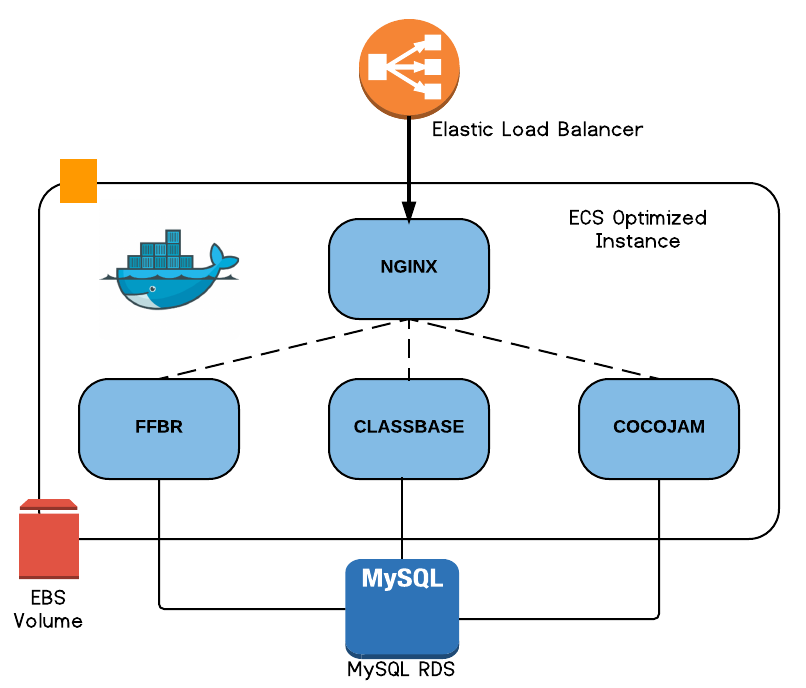 Elastic Load Balancer
ECS Optimized
Instance
NGINX
FFBR
CLASSBASE
COCOJAM
EBS
Volume
MySQL
MySQL RDS